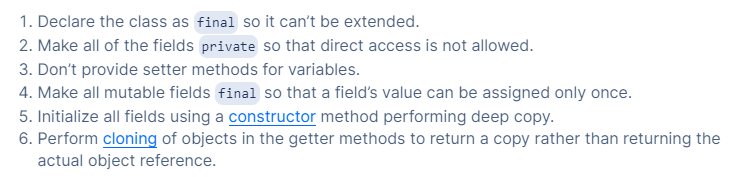 1. Declare the class as final so it can’t be extended.
2. Make all of the fields private so that direct access is not allowed.
3. Don’t provide setter methods for variables.
4. Make all mutable fields final so that a field’s value can be assigned only once.
5. Initialize all fields using a constructor method performing deep copy.
6. Perform cloning of objects in the getter methods to return a copy rather than returning the
actual object reference.